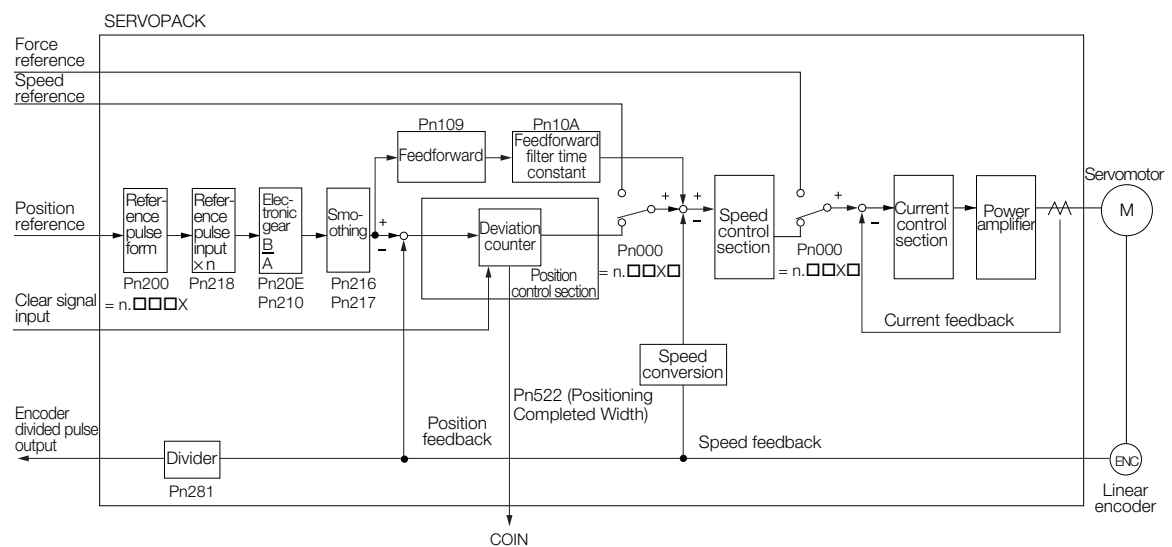 SERVOPACK
Force
reference
Speed
reference
Pn109
Pn10A
Feedforward
Feedforward
filter time
constant
Servomotor
Position
reference
Refer-
ence
pulse
form
Refer-
ence
pulse
input
×n
Elec-
tronic
gear
B
A
Smo-
othing
+
−
Deviation
counter
Position
control section
+
+
−
Speed
control
section
+
−
Current
control
section
Power
amplifier
M
Pn200
= n.□□□X
Pn218
Pn20E
Pn210
Pn216
Pn217
Pn000
= n.□□X□
Pn000
= n.□□X□
Clear signal
input
Current feedback
Speed
conversion
Pn522 (Positioning
Completed Width)
Encoder
divided pulse
output
Divider
Pn281
Position
feedback
Speed feedback
ENC
Linear
encoder
COIN